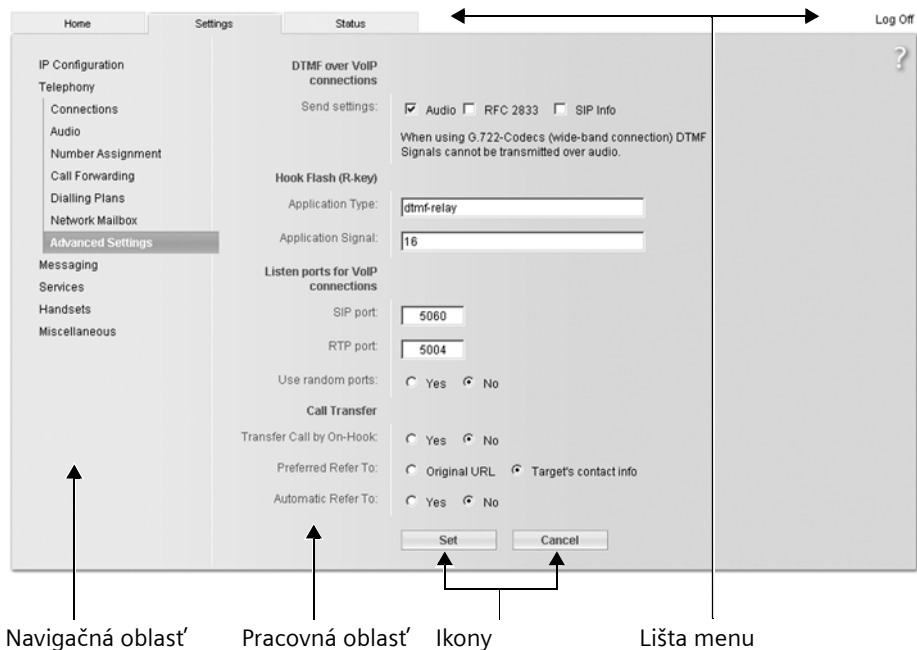 Home Settings Status Log Off
?
IP Configuration
Telephony
Connections
Audio
Number Assignment
Call Forwarding
Dialling Plans
Network Mailbox
Advanced Settings
Messaging
Services
Handsets
Miscellaneous
DTMF over VoIP
connections
Send settings: Audio RFC 2833 SIP Info
When using G.722-Codecs (wide-band connection) DTMF
Signals cannot be transmitted over audio.
Hook Flash (R-key)
Application Type: dtmf-relay
Application Signal: 16
Listen ports for VoIP
connections
SIP port: 5060
RTP port: 5004
Use random ports: Yes No
Call Transfer
Transfer Call by On-Hook: Yes No
Preferred Refer To: Original URL Target's contact info
Automatic Refer To: Yes No
Set Cancel
Navigačná oblasť Pracovná oblasť Ikony Lišta menu